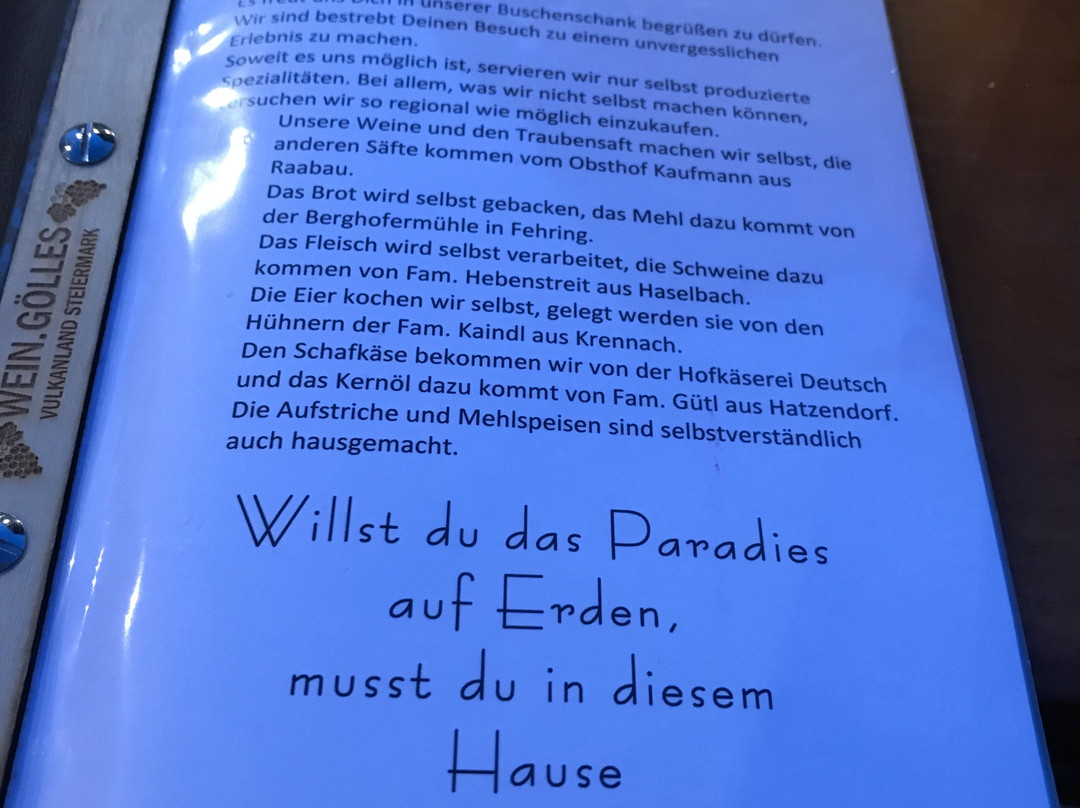 Es freut uns Dich in unserer Buschenschank begrüßen zu dürfen.
Wir sind bestrebt Deinen Besuch zu einem unvergesslichen
Erlebnis zu machen.
Soweit es uns möglich ist, servieren wir nur selbst produzierte
Spezialitäten. Bei allem, was wir nicht selbst machen können,
versuchen wir so regional wie möglich einzukaufen.
Unsere Weine und den Traubensaft machen wir selbst, die
anderen Säfte kommen vom Obsthof Kaufmann aus
Raabau.
Das Brot wird selbst gebacken, das Mehl dazu kommt von
der Berghofermühle in Fehring.
Das Fleisch wird selbst verarbeitet, die Schweine dazu
kommen von Fam. Hebenstreit aus Haselbach.
Die Eier kochen wir selbst, gelegt werden sie von den
Hühnern der Fam. Kaindl aus Krennach.
Den Schafkäse bekommen wir von der Hofkäserei Deutsch
und das Kernöl dazu kommt von Fam. Gütl aus Hatzendorf.
Die Aufstriche und Mehlspeisen sind selbstverständlich
auch hausgemacht.
Willst du das Paradies
auf Erden,
musst du in diesem
Hause
WEIN.GÖLLES
VULKANLAND STEIERMARK